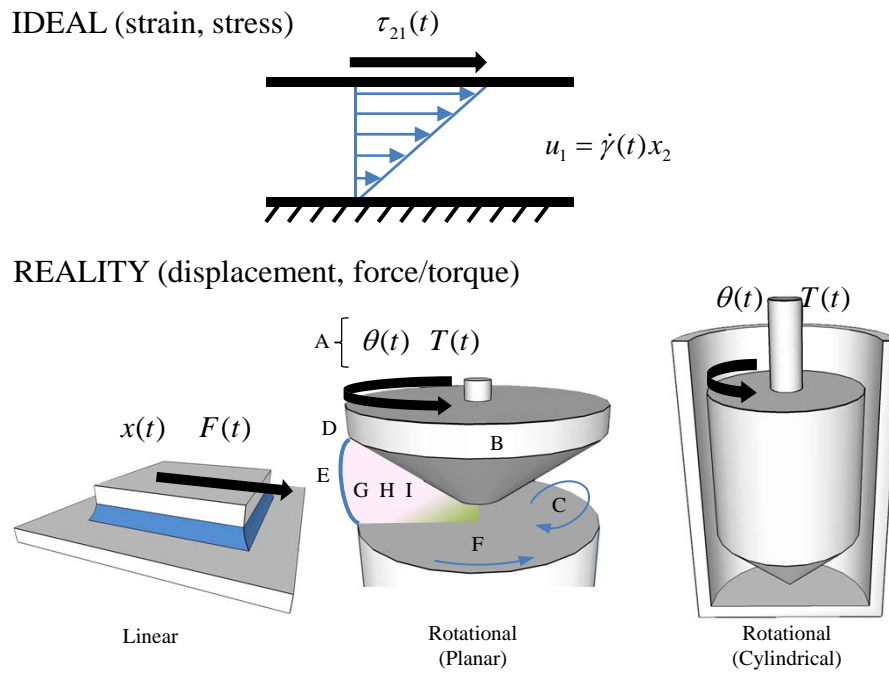 IDEAL (strain, stress)
τ₂₁(t)
u₁ = γ̇(t)x₂
REALITY (displacement, force/torque)
x(t) F(t)
A { θ(t) T(t)
D
B
E
G H I
C
F
θ(t) T(t)
Linear
Rotational
(Planar)
Rotational
(Cylindrical)